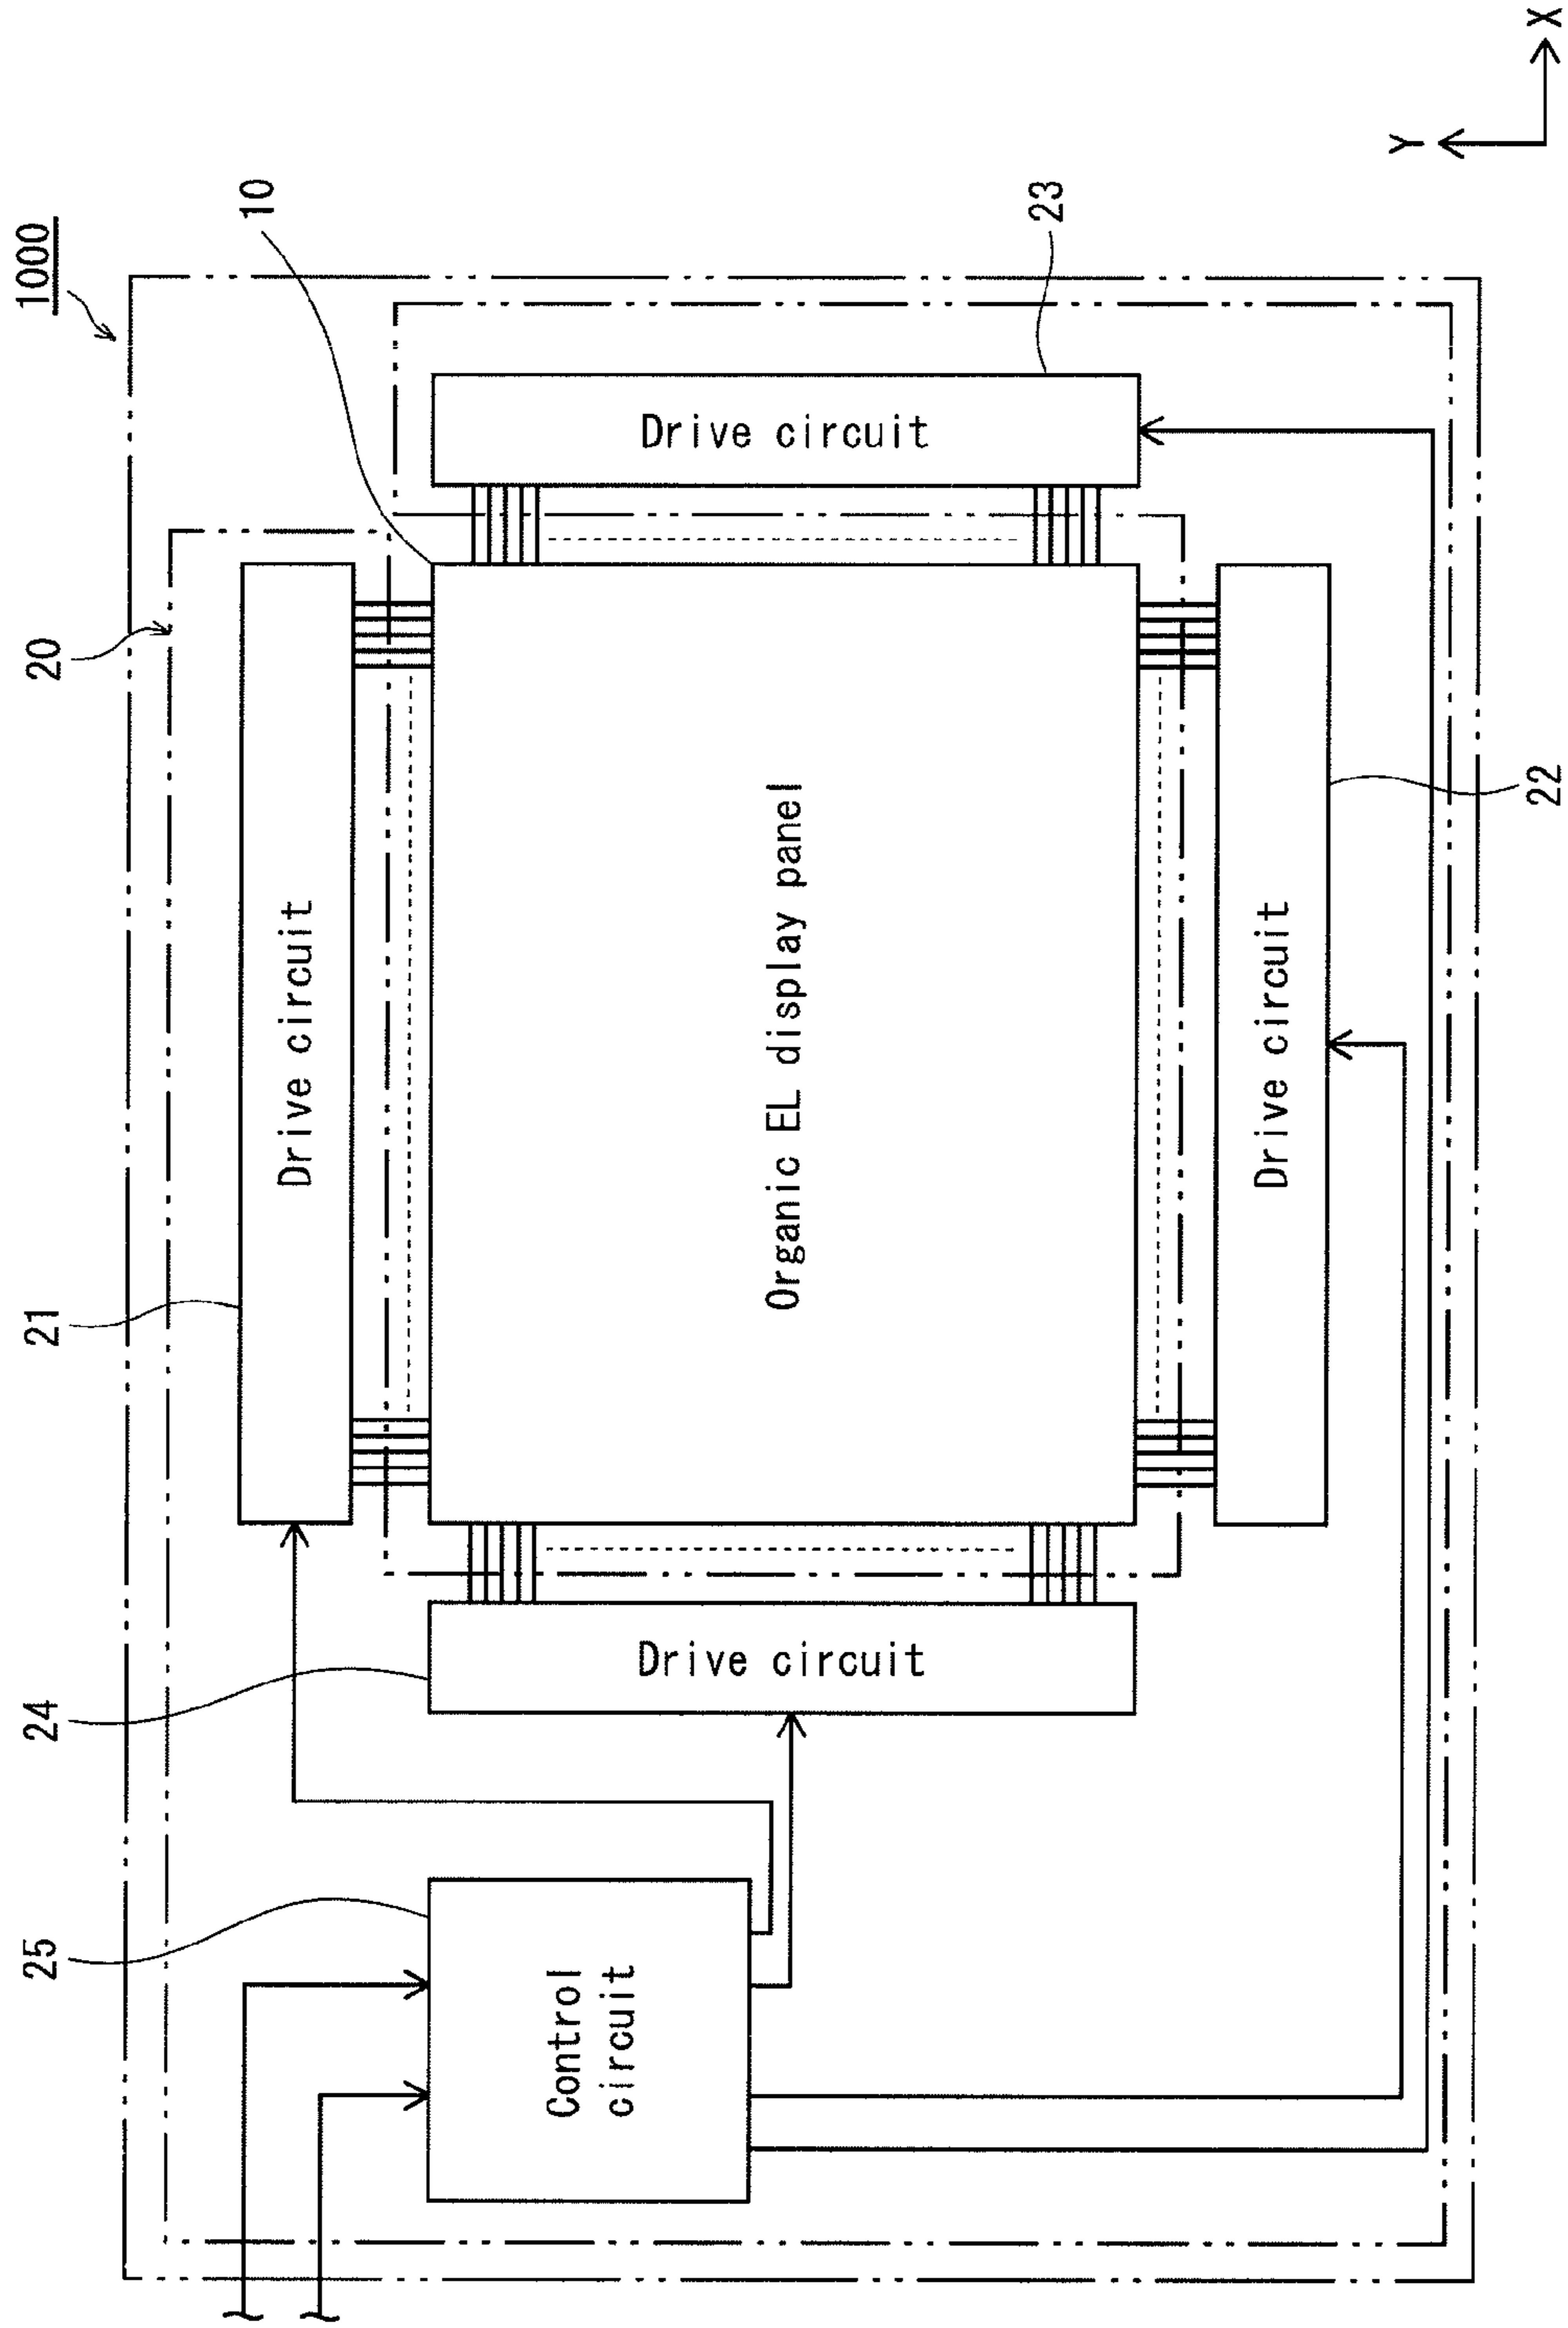 25
24
21
20
1000
10
Drive circuit
Control
circuit
Drive circuit
Organic EL display panel
Drive circuit
23
Drive circuit
Y
22
X